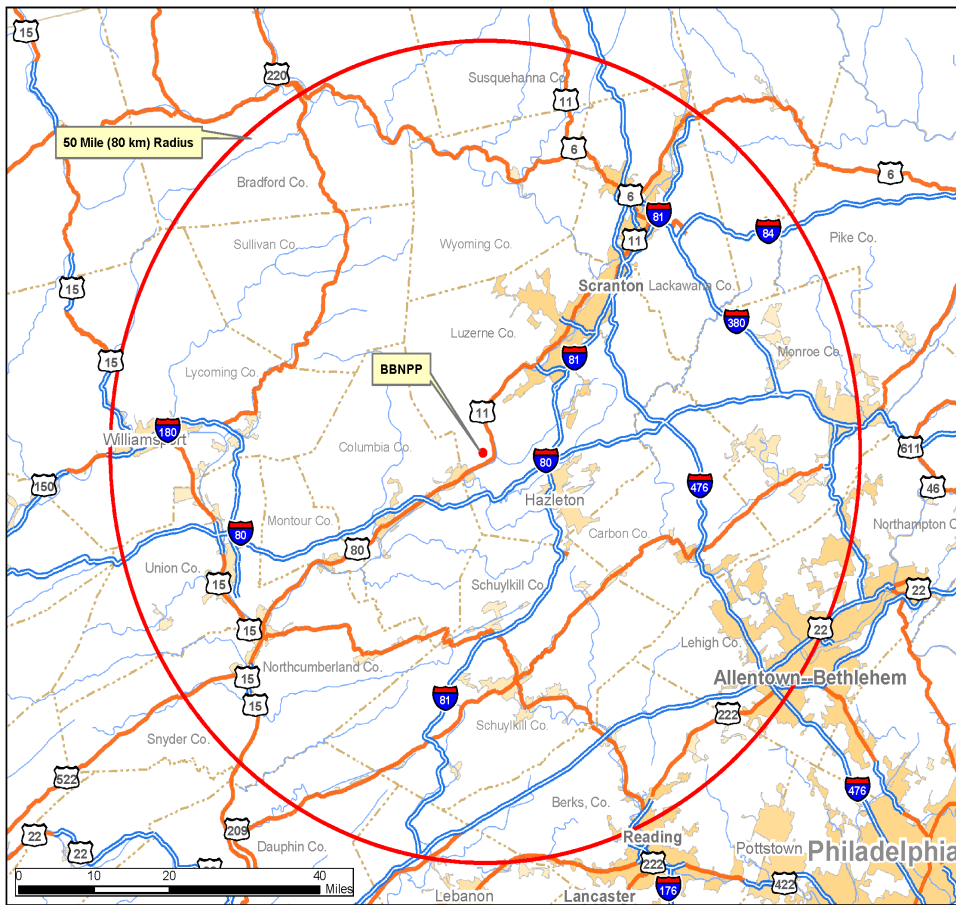 15
220
Susquehanna Co.
11
50 Mile (80 km) Radius
6
6
Bradford Co.
6
81
11
84
Sullivan Co.
Wyoming Co.
Pike Co.
15
Scranton
Lackawana Co.
380
Luzerne Co.
15
81
Monroe Co.
BBNPP
Lycoming Co.
11
180
Williamsport
Columbia Co.
611
80
150
476
46
Hazleton
Montour Co.
80
Northampton C
Carbon Co.
80
Union Co.
15
Schuylkill Co.
22
15
22
Lehigh Co.
Northcumberland Co.
15
Allentown--Bethlehem
81
15
222
Schuylkill Co.
Snyder Co.
522
476
Berks, Co.
209
22
Reading
Dauphin Co.
22
Pottstown
Philadelphia
222
0 10 20 40
Miles
422
176
Lebanon
Lancaster